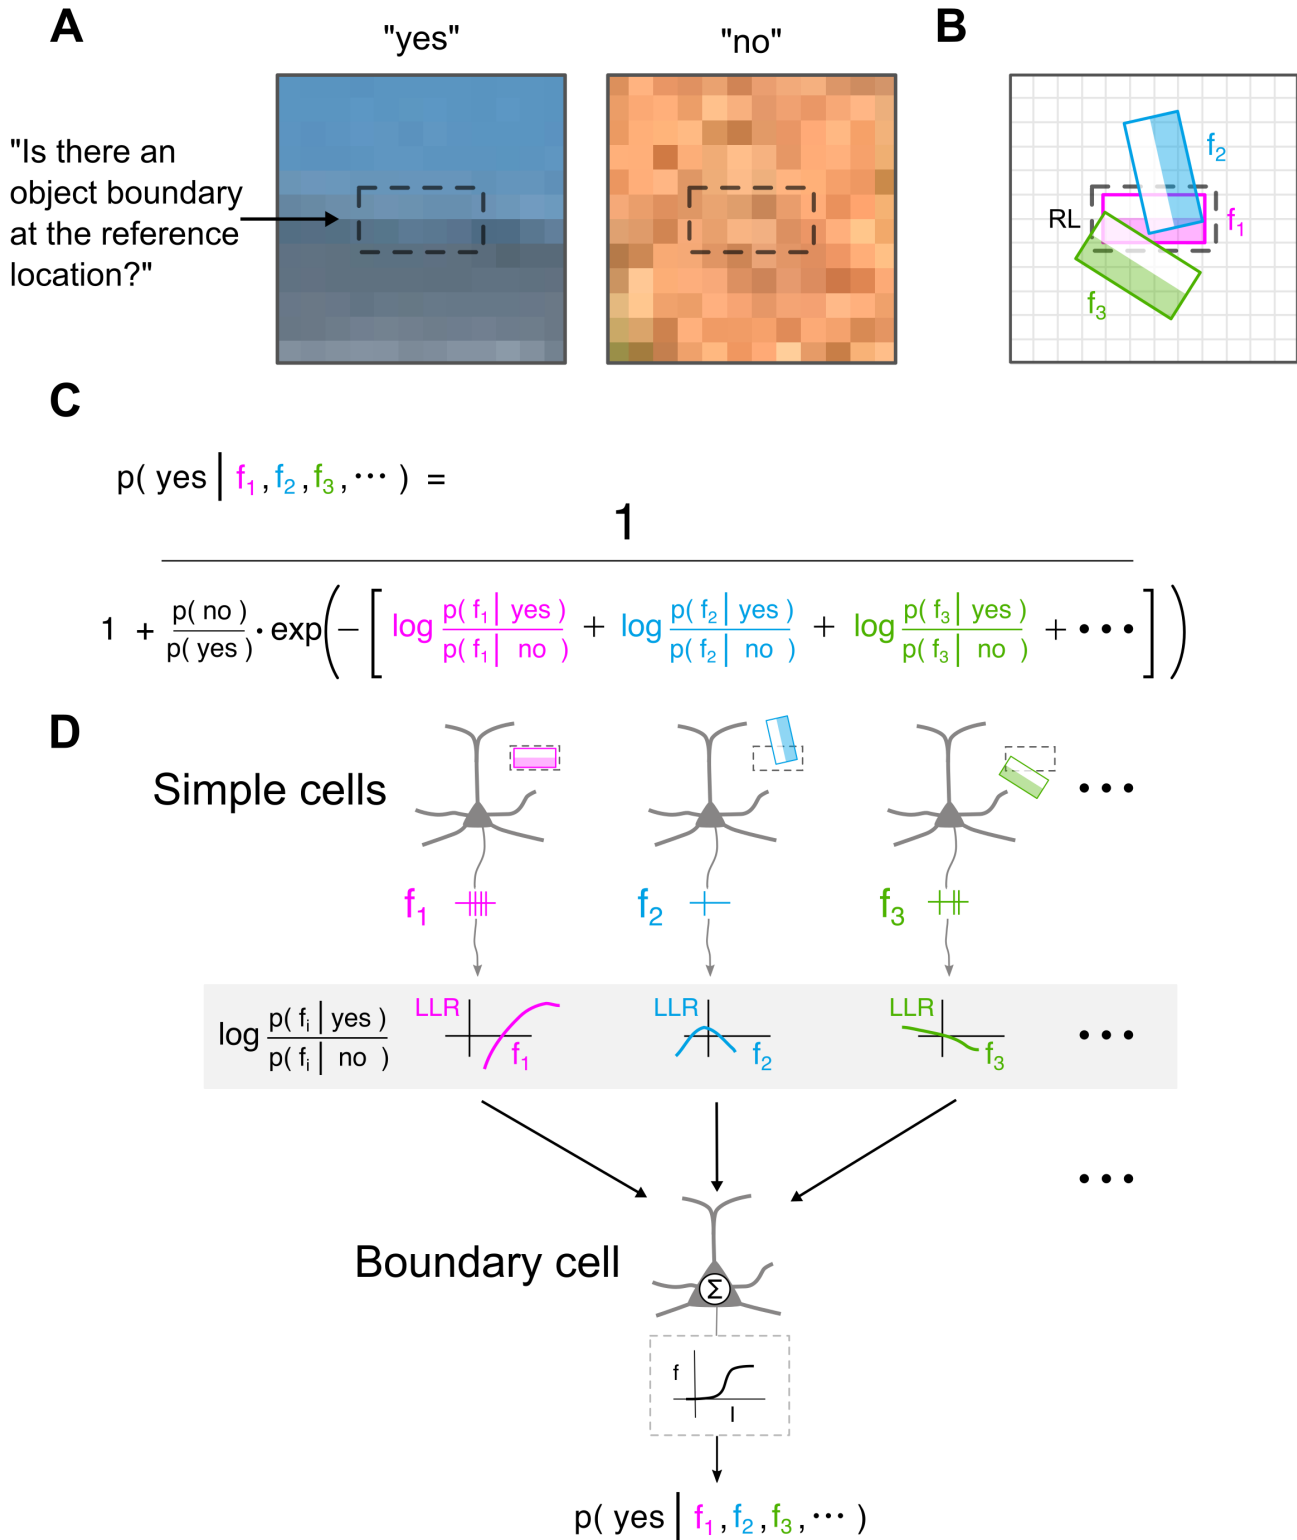 A
"yes"
"no"
B
"Is there an
object boundary
at the reference
location?"
RL
f2
f1
f3
C
p( yes | f1 , f2 , f3 , ··· ) =
1
1 + p( no ) / p( yes ) · exp( − [ log p( f1 | yes ) / p( f1 | no ) + log p( f2 | yes ) / p( f2 | no ) + log p( f3 | yes ) / p( f3 | no ) + ••• ] )
D
Simple cells
•••
f1
f2
f3
log p( fi | yes ) / p( fi | no )
LLR
f1
LLR
f2
LLR
f3
•••
•••
Boundary cell
Σ
f
I
p( yes | f1 , f2 , f3 , ··· )